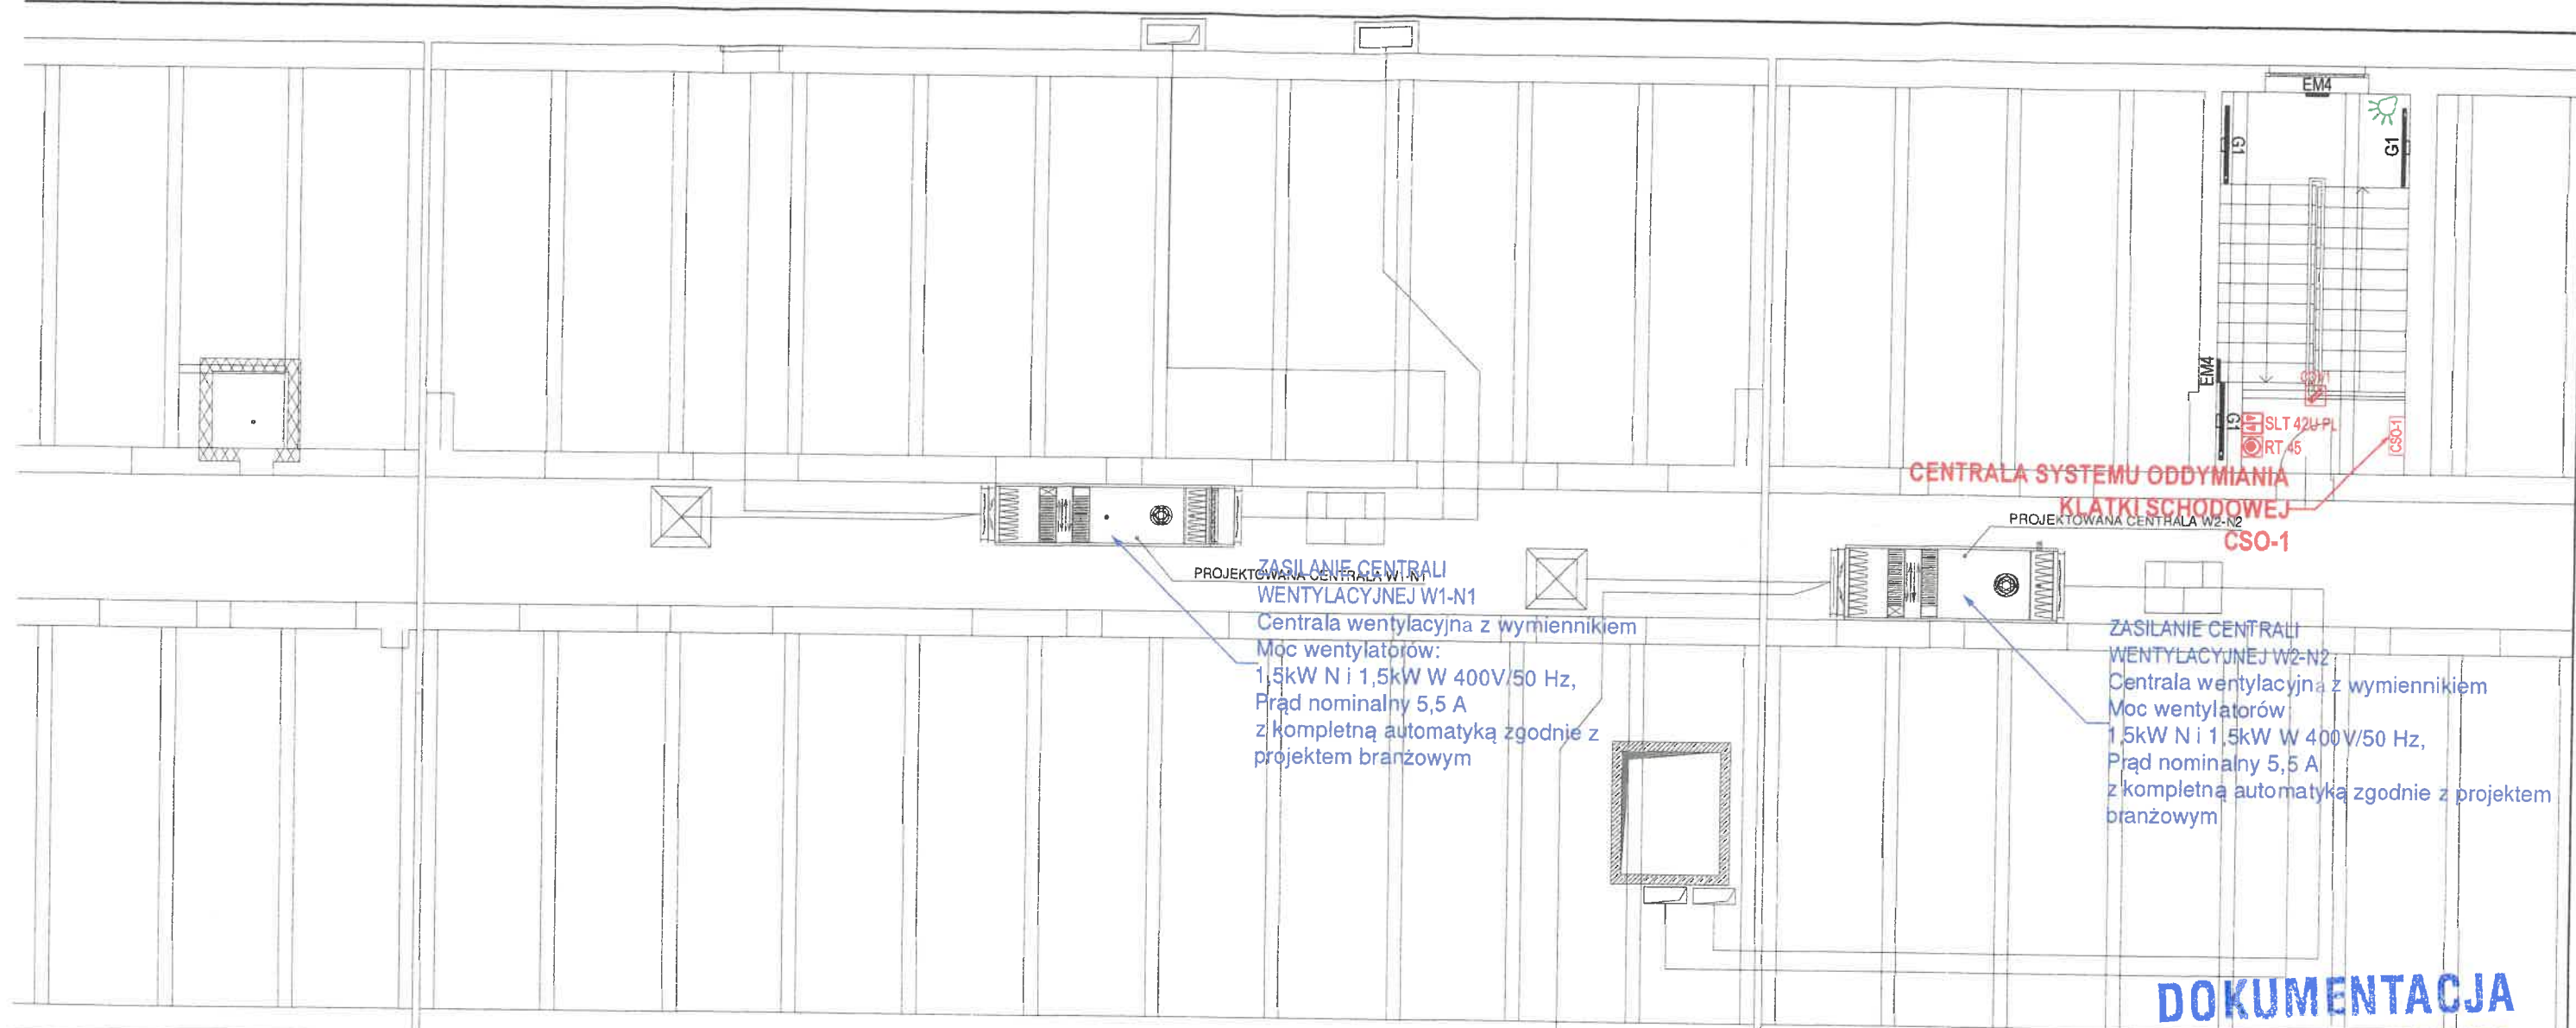 EM4
G1
G1
EM4
G1
SLT 42U-PL
RT 45
CSO-1
CENTRALA SYSTEMU ODDYMIANIA
KLATKI SCHODOWEJ
CSO-1
PROJEKTOWANA CENTRALA W2-N2
PROJEKTOWANA CENTRALA W1-N1
ZASILANIE CENTRALI
WENTYLACYJNEJ W1-N1
Centrala wentylacyjna z wymiennikiem
Moc wentylatorów:
1,5kW N i 1,5kW W 400V/50 Hz,
Prąd nominalny 5,5 A
z kompletną automatyką zgodnie z
projektem branżowym
ZASILANIE CENTRALI
WENTYLACYJNEJ W2-N2
Centrala wentylacyjna z wymiennikiem
Moc wentylatorów
1,5kW N i 1,5kW W 400V/50 Hz,
Prąd nominalny 5,5 A
z kompletną automatyką zgodnie z projektem
branżowym
DOKUMENTACJA